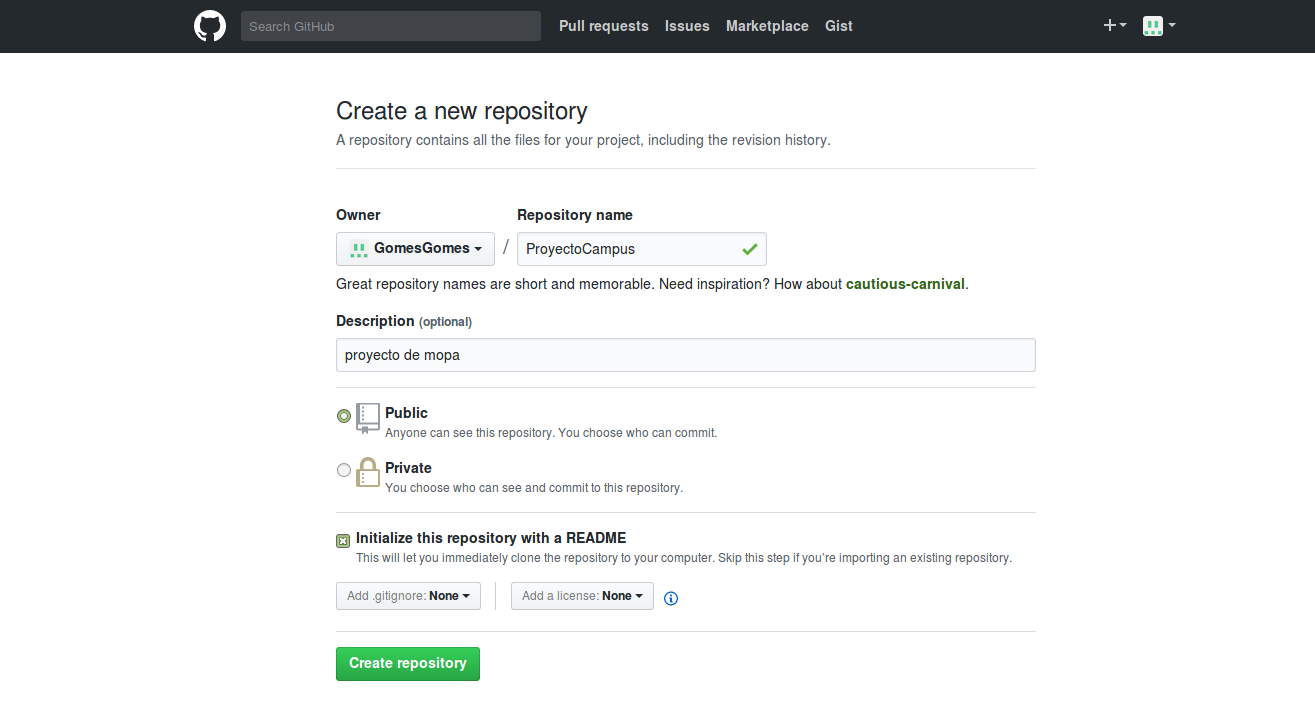 Search GitHub Pull requests Issues Marketplace Gist
Create a new repository
A repository contains all the files for your project, including the revision history.
Owner Repository name
GomesGomes / ProyectoCampus
Great repository names are short and memorable. Need inspiration? How about cautious-carnival.
Description (optional)
proyecto de mopa
Public
Anyone can see this repository. You choose who can commit.
Private
You choose who can see and commit to this repository.
Initialize this repository with a README
This will let you immediately clone the repository to your computer. Skip this step if you’re importing an existing repository.
Add .gitignore: None Add a license: None
Create repository